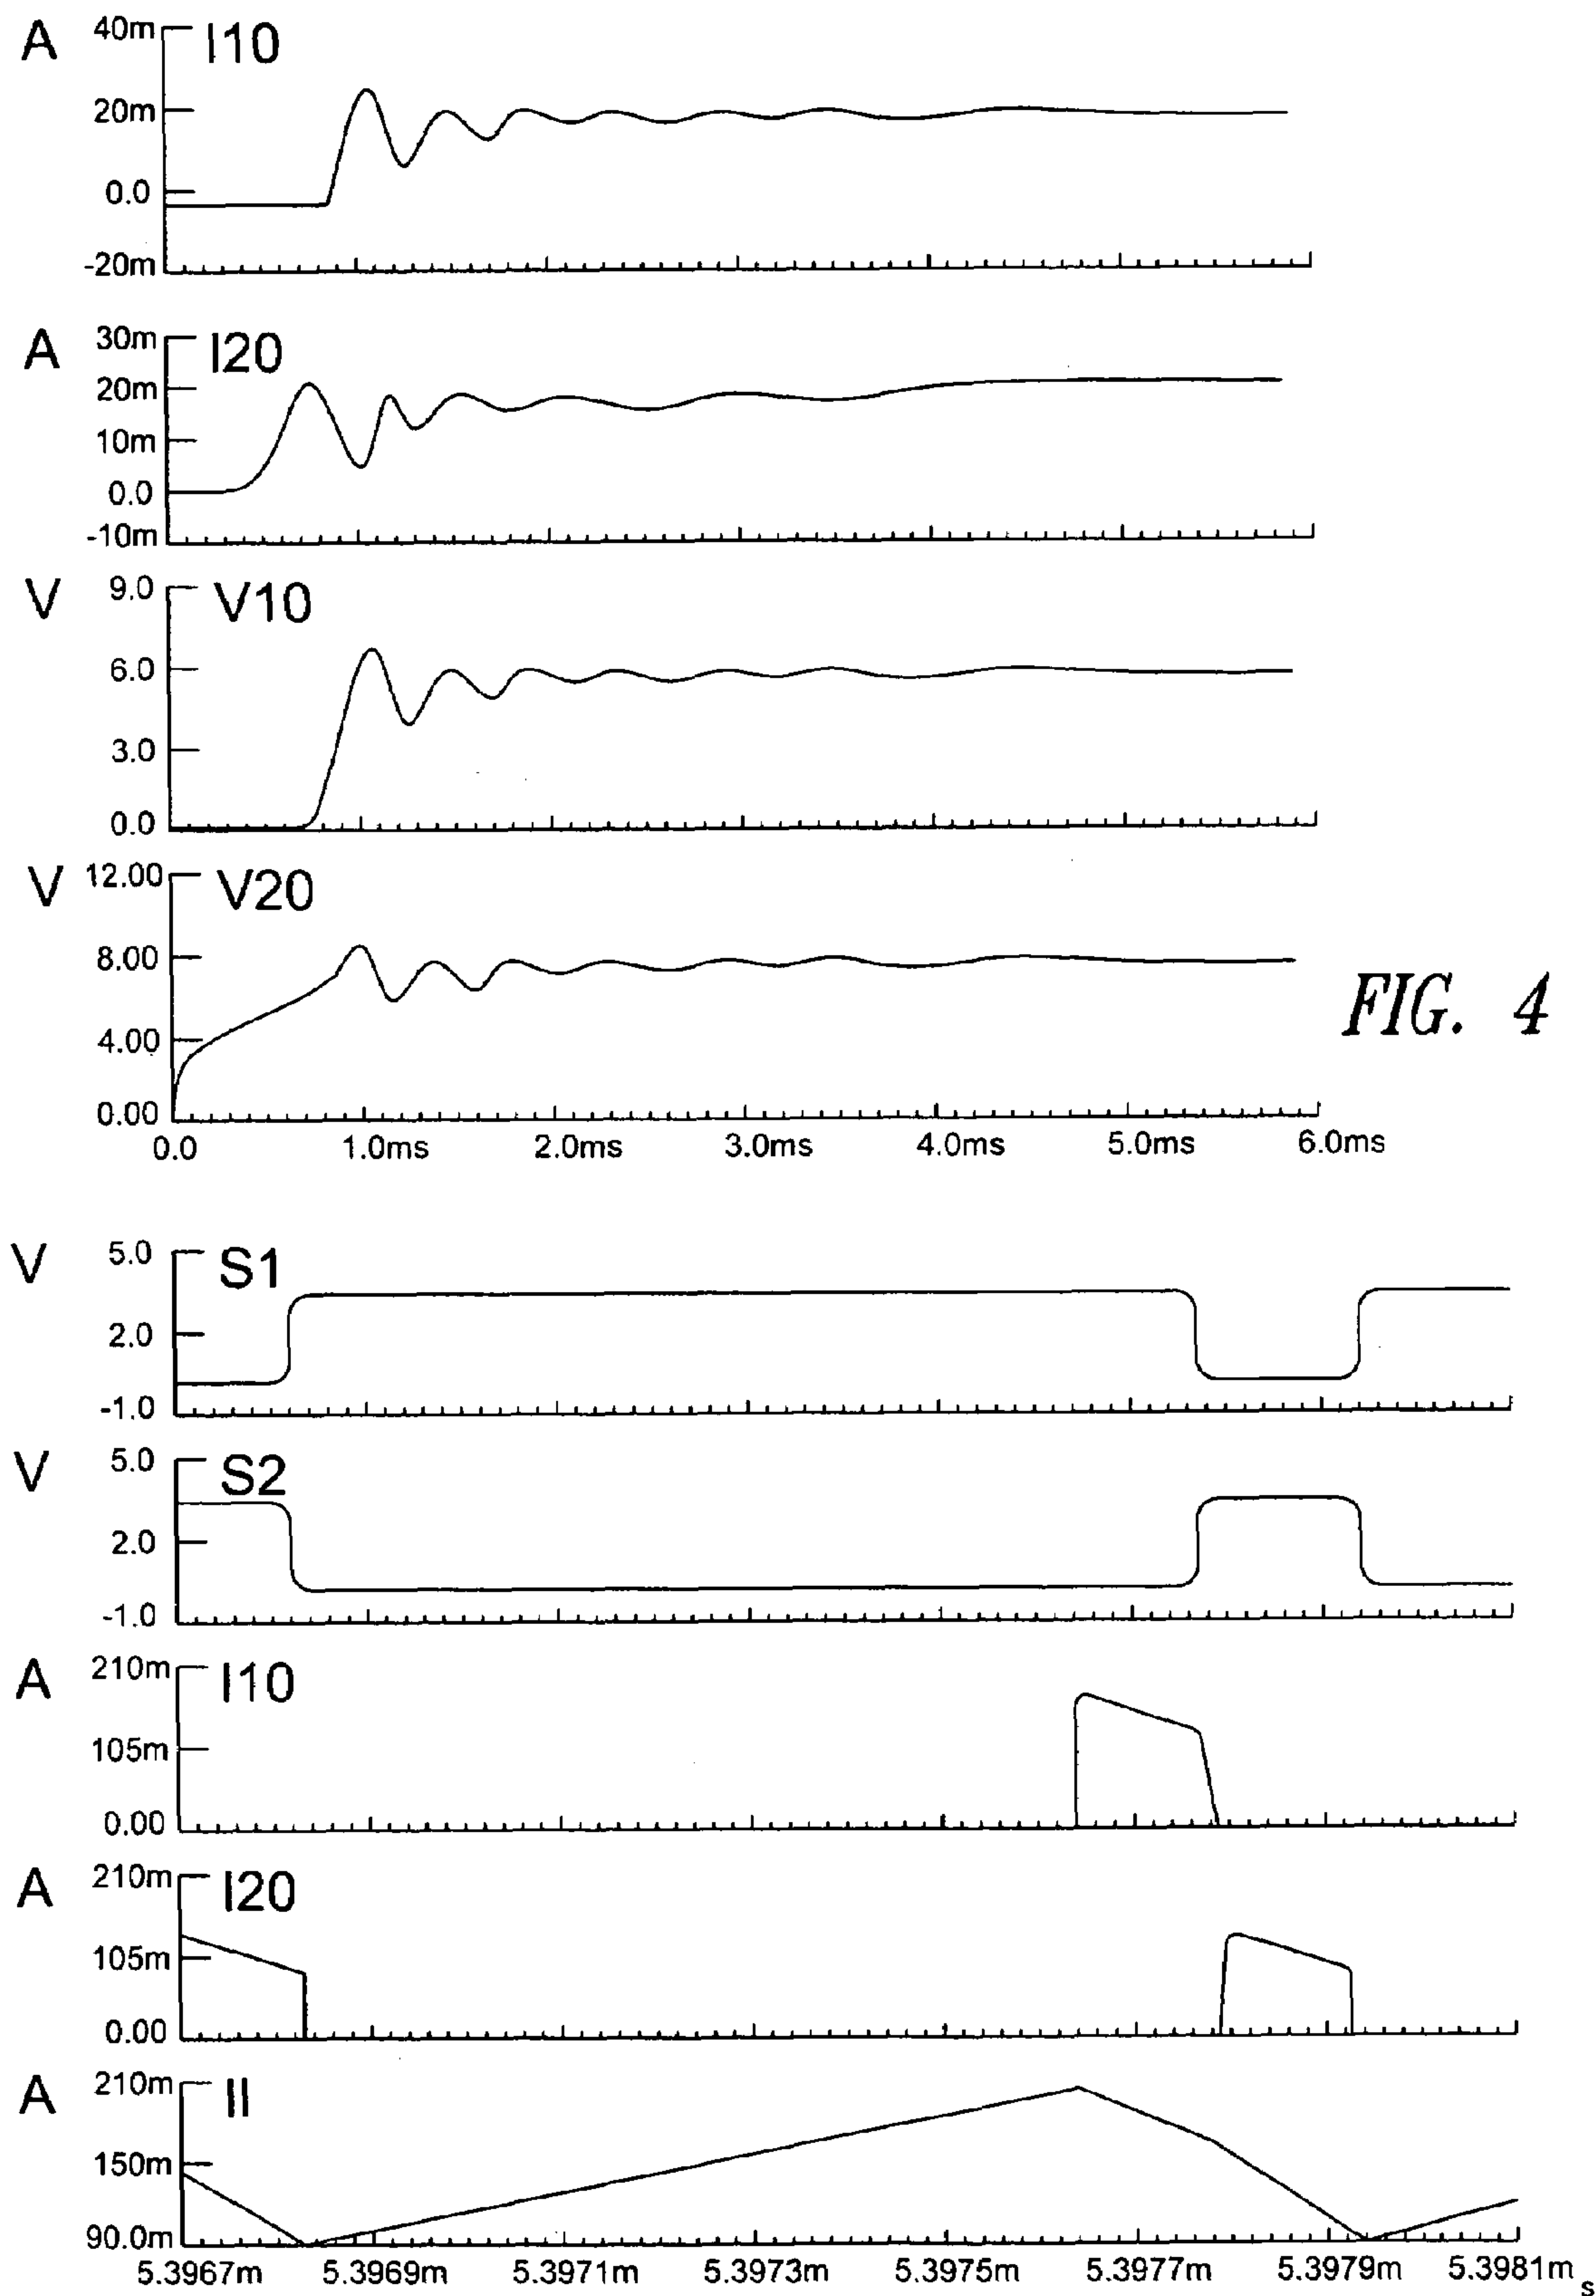 A 40m I10
20m
0.0
-20m
A 30m I20
20m
10m
0.0
-10m
V 9.0 V10
6.0
3.0
0.0
V 12.00 V20
8.00
4.00
0.00
0.0 1.0ms 2.0ms 3.0ms 4.0ms 5.0ms 6.0ms
FIG. 4
V 5.0 S1
2.0
-1.0
V 5.0 S2
2.0
-1.0
A 210m I10
105m
0.00
A 210m I20
105m
0.00
A 210m II
150m
90.0m
5.3967m 5.3969m 5.3971m 5.3973m 5.3975m 5.3977m 5.3979m 5.3981m s